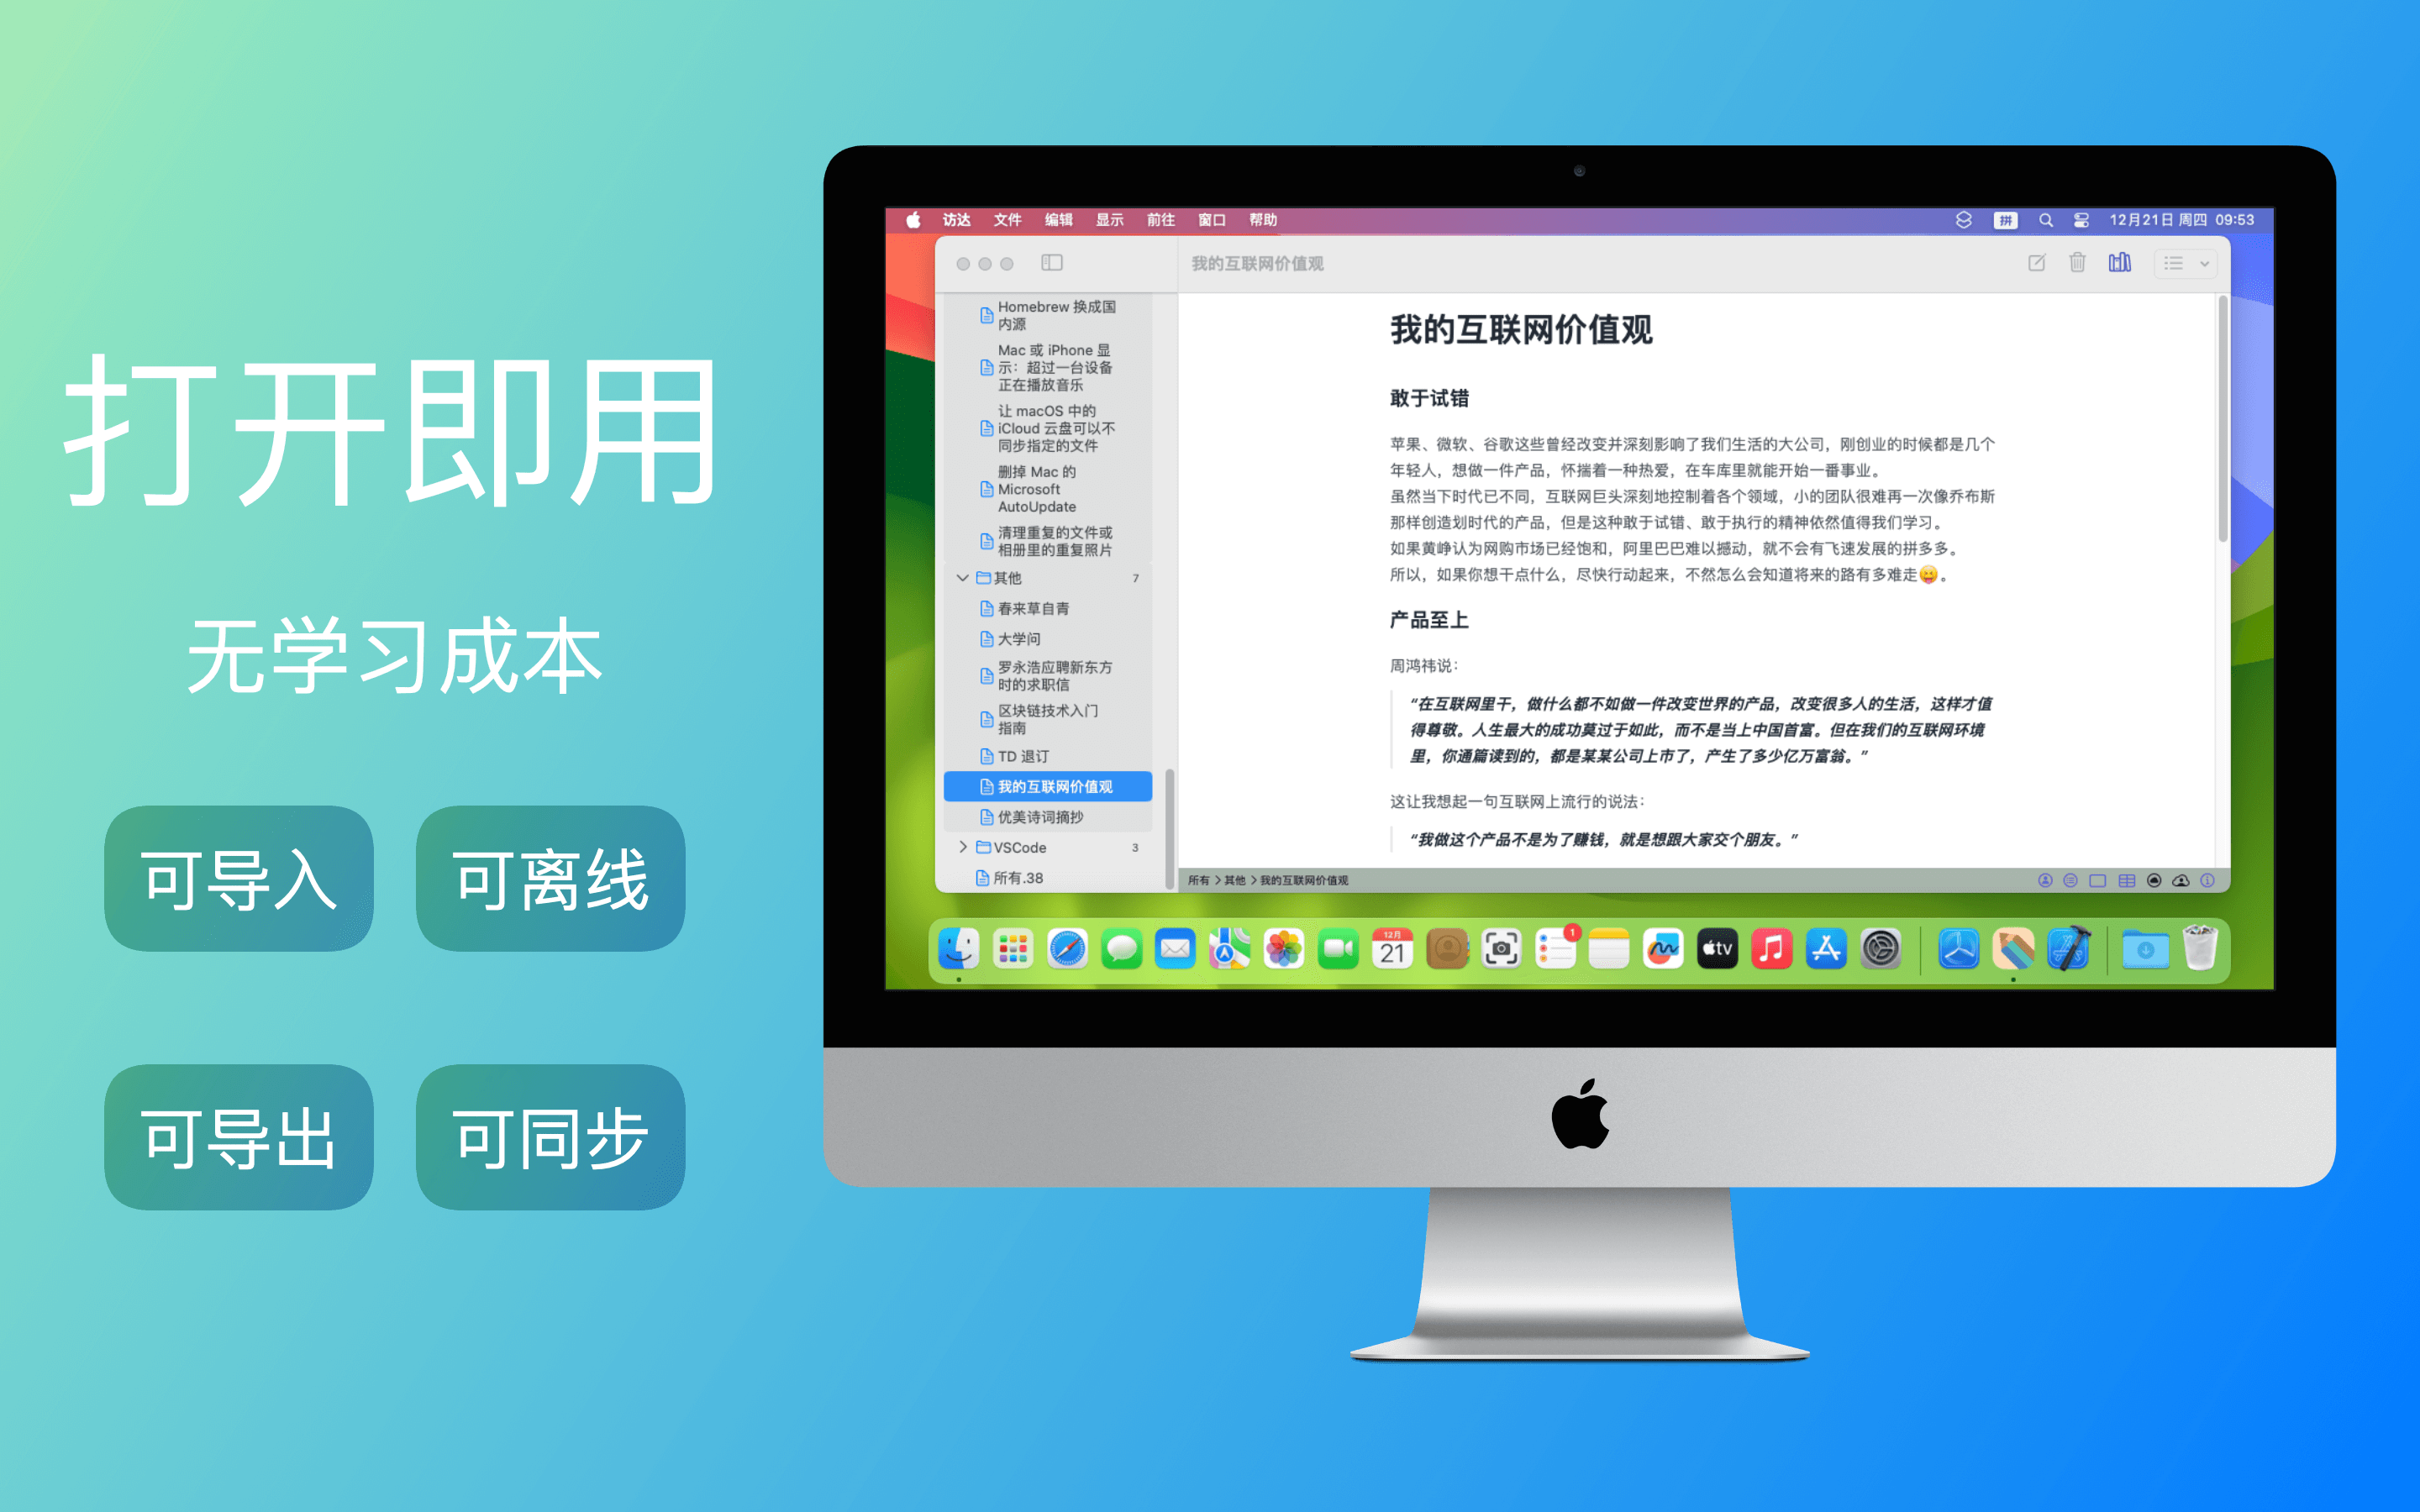 打开即用
无学习成本
可导入
可离线
可导出
可同步
访达 文件 编辑 显示 前往 窗口 帮助
拼 12月21日 周四 09:53
我的互联网价值观
Homebrew 换成国
内源
Mac 或 iPhone 显
示：超过一台设备
正在播放音乐
让 macOS 中的
iCloud 云盘可以不
同步指定的文件
删掉 Mac 的
Microsoft
AutoUpdate
清理重复的文件或
相册里的重复照片
其他 7
春来草自青
大学问
罗永浩应聘新东方
时的求职信
区块链技术入门
指南
TD 退订
我的互联网价值观
优美诗词摘抄
VSCode 3
所有.38
我的互联网价值观
敢于试错
苹果、微软、谷歌这些曾经改变并深刻影响了我们生活的大公司，刚创业的时候都是几个
年轻人，想做一件产品，怀揣着一种热爱，在车库里就能开始一番事业。
虽然当下时代已不同，互联网巨头深刻地控制着各个领域，小的团队很难再一次像乔布斯
那样创造划时代的产品，但是这种敢于试错、敢于执行的精神依然值得我们学习。
如果黄峥认为网购市场已经饱和，阿里巴巴难以撼动，就不会有飞速发展的拼多多。
所以，如果你想干点什么，尽快行动起来，不然怎么会知道将来的路有多难走😛。
产品至上
周鸿祎说：
“在互联网里干，做什么都不如做一件改变世界的产品，改变很多人的生活，这样才值
得尊敬。人生最大的成功莫过于如此，而不是当上中国首富。但在我们的互联网环境
里，你通篇读到的，都是某某公司上市了，产生了多少亿万富翁。”
这让我想起一句互联网上流行的说法：
“我做这个产品不是为了赚钱，就是想跟大家交个朋友。”
所有 > 其他 > 我的互联网价值观
12月
21
1
tv